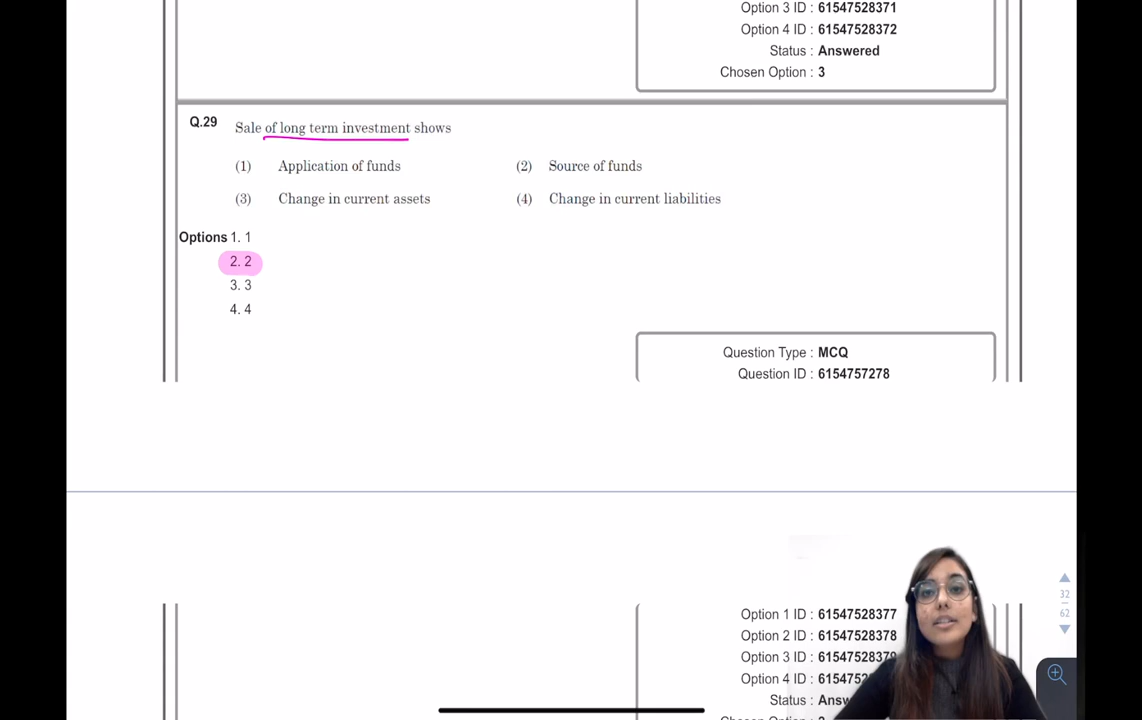 Option 3 ID : 61547528371
Option 4 ID : 61547528372
Status : Answered
Chosen Option : 3
Q.29 Sale of long term investment shows
(1) Application of funds (2) Source of funds
(3) Change in current assets (4) Change in current liabilities
Options 1. 1
2. 2
3. 3
4. 4
Question Type : MCQ
Question ID : 6154757278
32
62
Option 1 ID : 61547528377
Option 2 ID : 61547528378
Option 3 ID :
Option 4 ID :
Status :